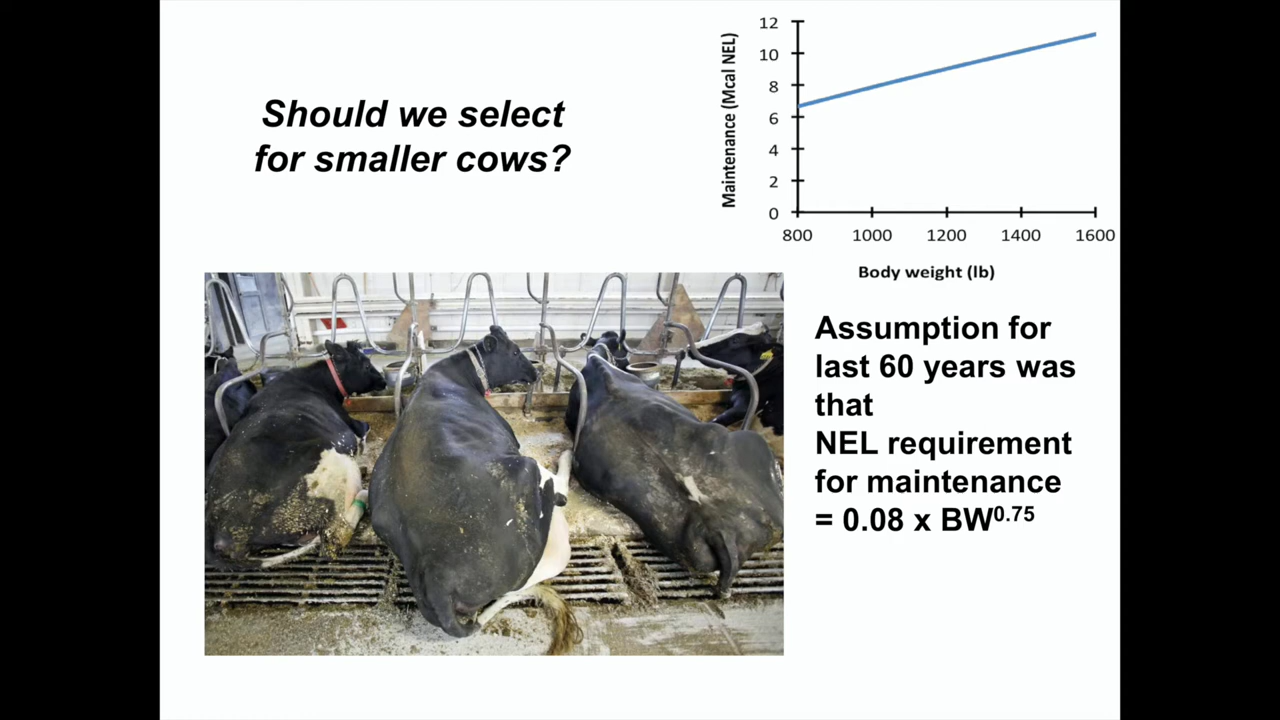 Should we select
for smaller cows?
Maintenance (Mcal NEL)
12
10
8
6
4
2
0
800 1000 1200 1400 1600
Body weight (lb)
Assumption for
last 60 years was
that
NEL requirement
for maintenance
= 0.08 x BW^0.75